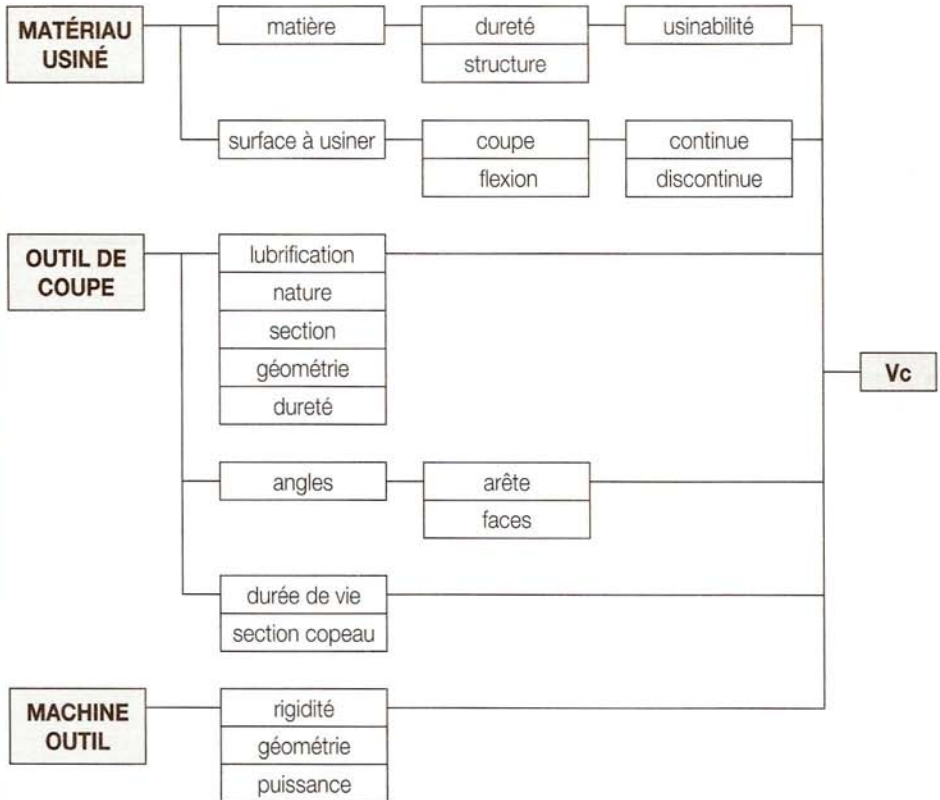 MATÉRIAU
USINÉ
matière
dureté
structure
usinabilité
surface à usiner
coupe
flexion
continue
discontinue
OUTIL DE
COUPE
lubrification
nature
section
géométrie
dureté
angles
arête
faces
durée de vie
section copeau
MACHINE
OUTIL
rigidité
géométrie
puissance
Vc